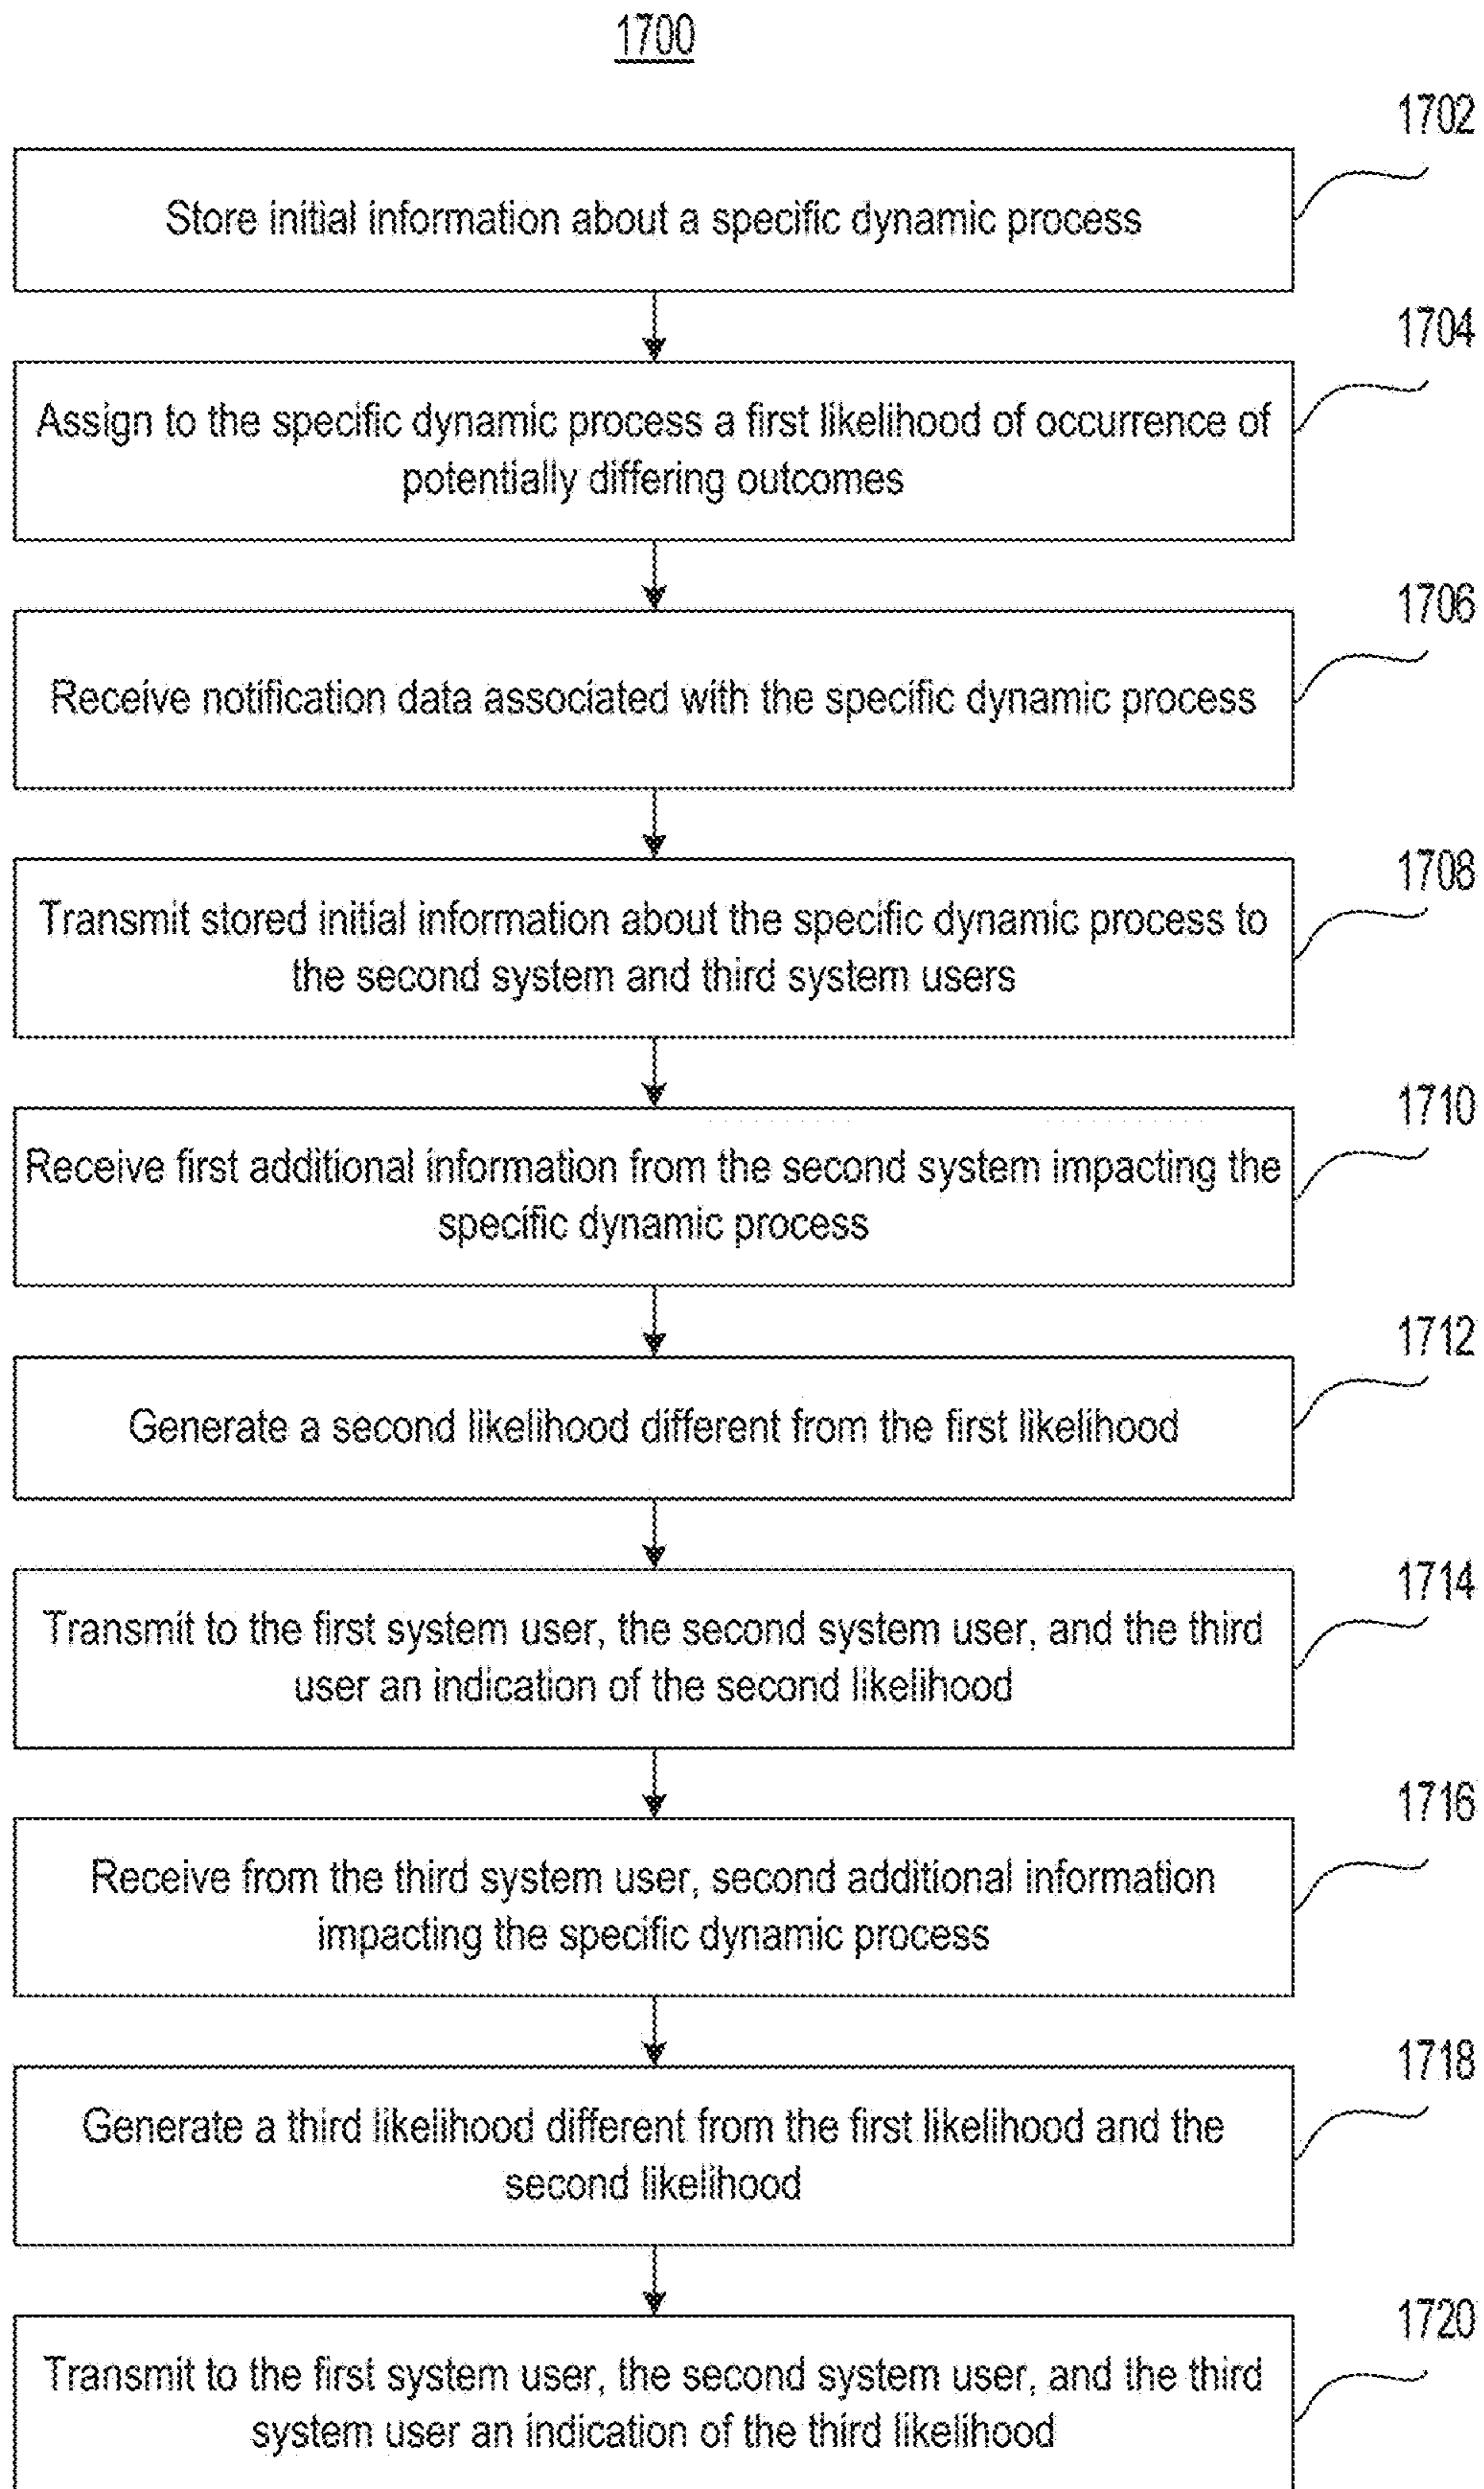 1700
1702
Store initial information about a specific dynamic process
1704
Assign to the specific dynamic process a first likelihood of occurrence of
potentially differing outcomes
1706
Receive notification data associated with the specific dynamic process
1708
Transmit stored initial information about the specific dynamic process to
the second system and third system users
1710
Receive first additional information from the second system impacting the
specific dynamic process
1712
Generate a second likelihood different from the first likelihood
1714
Transmit to the first system user, the second system user, and the third
user an indication of the second likelihood
1716
Receive from the third system user, second additional information
impacting the specific dynamic process
1718
Generate a third likelihood different from the first likelihood and the
second likelihood
1720
Transmit to the first system user, the second system user, and the third
system user an indication of the third likelihood